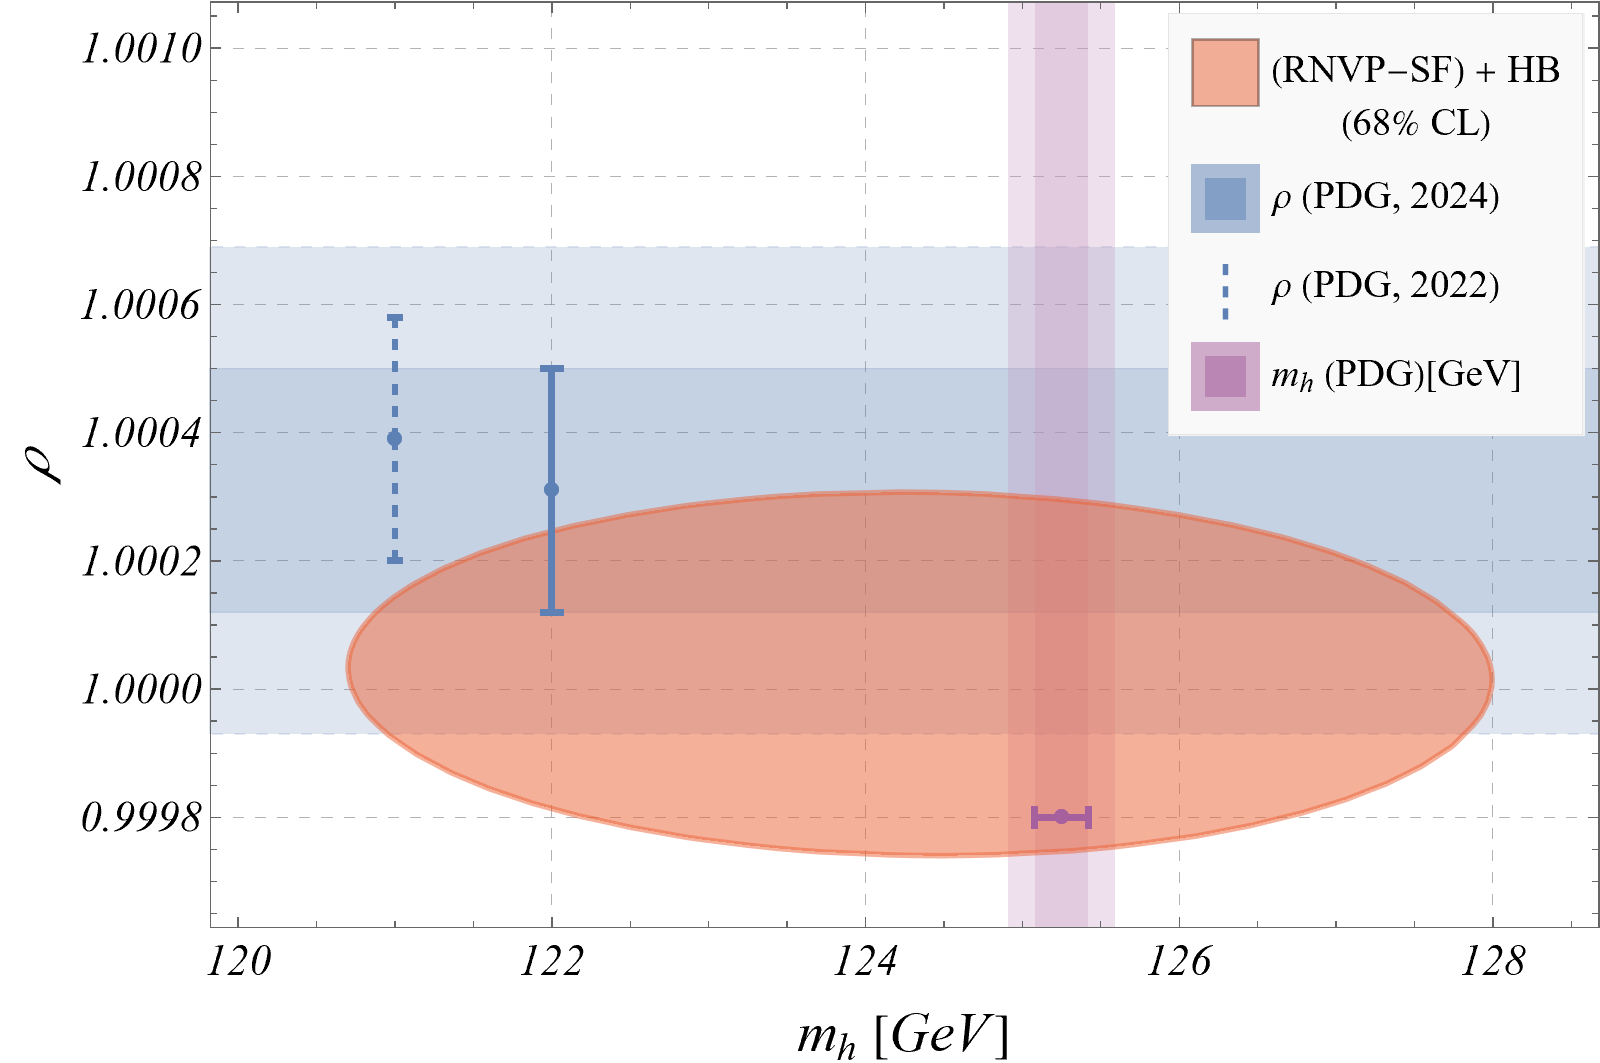 1.0010
1.0008
1.0006
1.0004
1.0002
1.0000
0.9998
ρ
120 122 124 126 128
m_h [GeV]
(RNVP−SF) + HB
(68% CL)
ρ (PDG, 2024)
ρ (PDG, 2022)
m_h (PDG)[GeV]